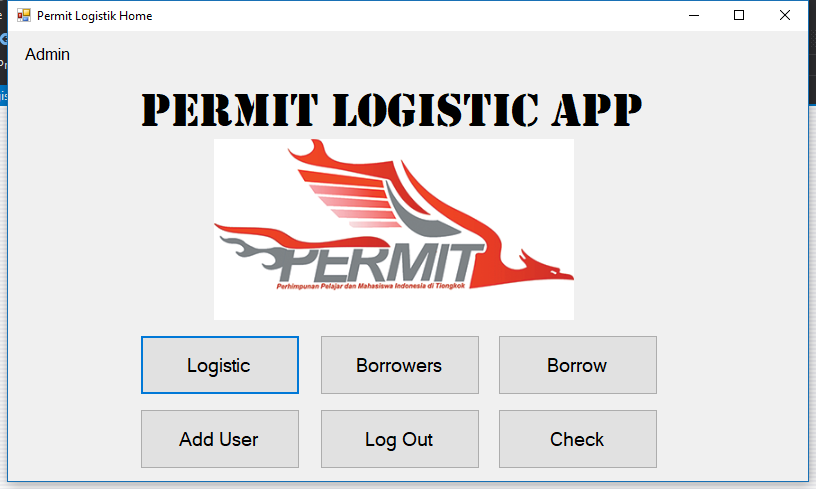 Permit Logistik Home
Admin
PERMIT LOGISTIC APP
PERMIT
Perhimpunan Pelajar dan Mahasiswa Indonesia di Tiongkok
Logistic Borrowers Borrow
Add User Log Out Check